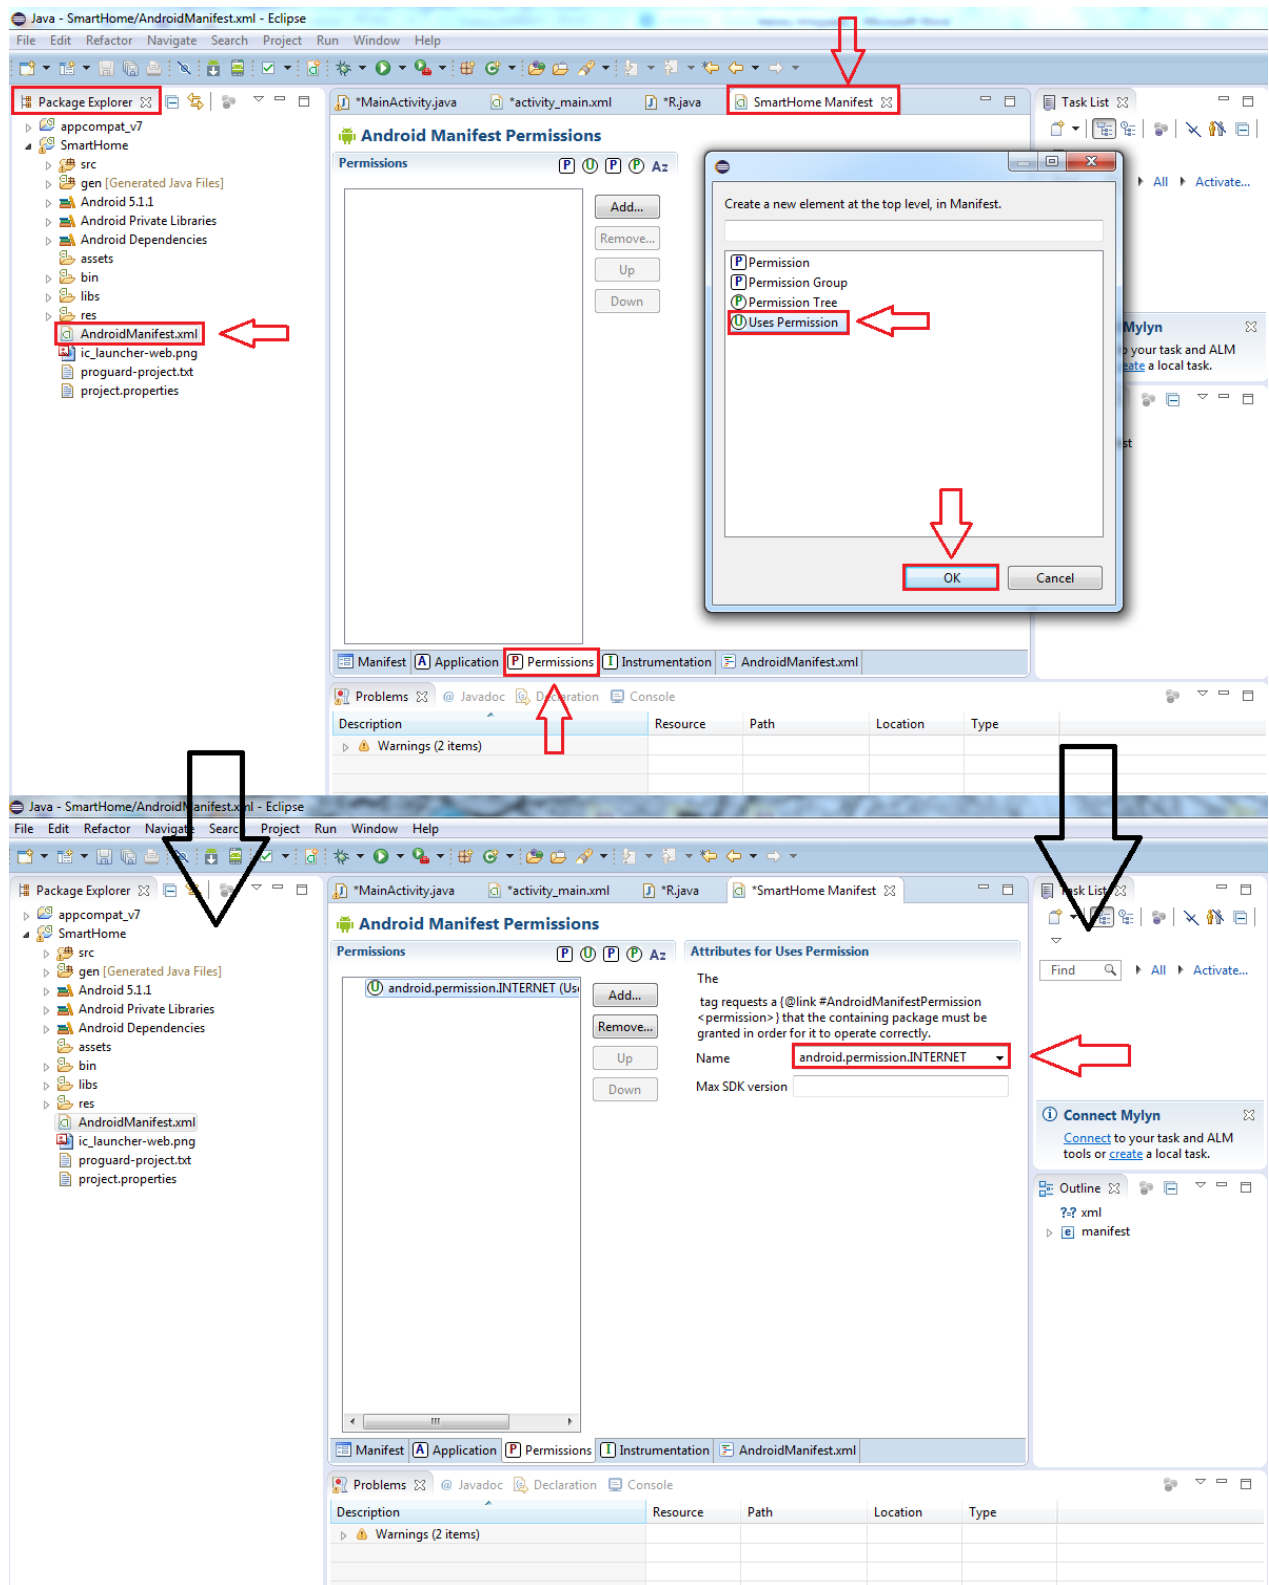 Java - SmartHome/AndroidManifest.xml - Eclipse
File Edit Refactor Navigate Search Project Run Window Help
Package Explorer
appcompat_v7
SmartHome
src
gen [Generated Java Files]
Android 5.1.1
Android Private Libraries
Android Dependencies
assets
bin
libs
res
AndroidManifest.xml
ic_launcher-web.png
proguard-project.txt
project.properties
*MainActivity.java *activity_main.xml *R.java SmartHome Manifest
Android Manifest Permissions
Permissions P U P P Az
Add...
Remove...
Up
Down
Create a new element at the top level, in Manifest.
P Permission
P Permission Group
P Permission Tree
U Uses Permission
OK Cancel
Task List
All Activate...
Mylyn
your task and ALM
eate a local task.
st
Manifest A Application P Permissions I Instrumentation AndroidManifest.xml
Problems @ Javadoc Declaration Console
Description Resource Path Location Type
Warnings (2 items)
Java - SmartHome/AndroidManifest.xml - Eclipse
File Edit Refactor Navigate Search Project Run Window Help
Package Explorer
appcompat_v7
SmartHome
src
gen [Generated Java Files]
Android 5.1.1
Android Private Libraries
Android Dependencies
assets
bin
libs
res
AndroidManifest.xml
ic_launcher-web.png
proguard-project.txt
project.properties
*MainActivity.java *activity_main.xml *R.java *SmartHome Manifest
Android Manifest Permissions
Permissions P U P P Az
U android.permission.INTERNET (Us
Add...
Remove...
Up
Down
Attributes for Uses Permission
The
tag requests a {@link #AndroidManifestPermission
<permission>} that the containing package must be
granted in order for it to operate correctly.
Name android.permission.INTERNET
Max SDK version
Task List
Find All Activate...
Connect Mylyn
Connect to your task and ALM
tools or create a local task.
Outline
?=? xml
e manifest
Manifest A Application P Permissions I Instrumentation AndroidManifest.xml
Problems @ Javadoc Declaration Console
Description Resource Path Location Type
Warnings (2 items)